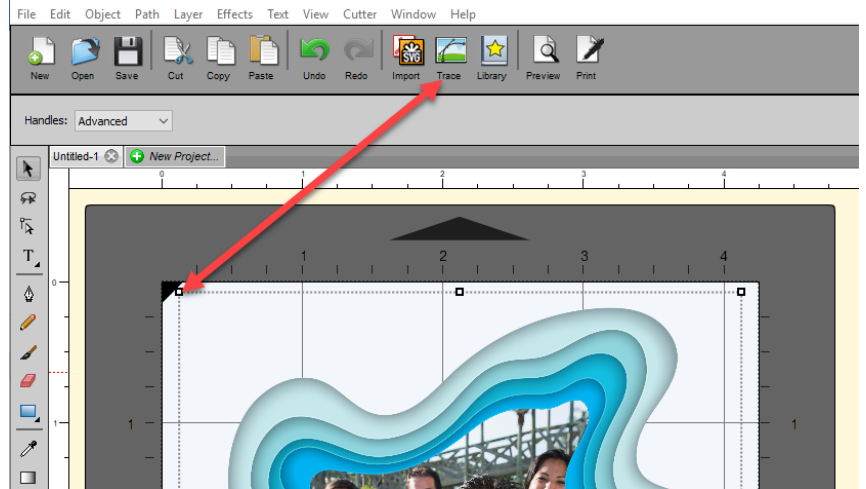 File Edit Object Path Layer Effects Text View Cutter Window Help
SVG
New Open Save Cut Copy Paste Undo Redo Import Trace Library Preview Print
Handles: Advanced
Untitled-1 New Project...
0 1 2 3 4
T
1 2 3 4
0
1 1 1